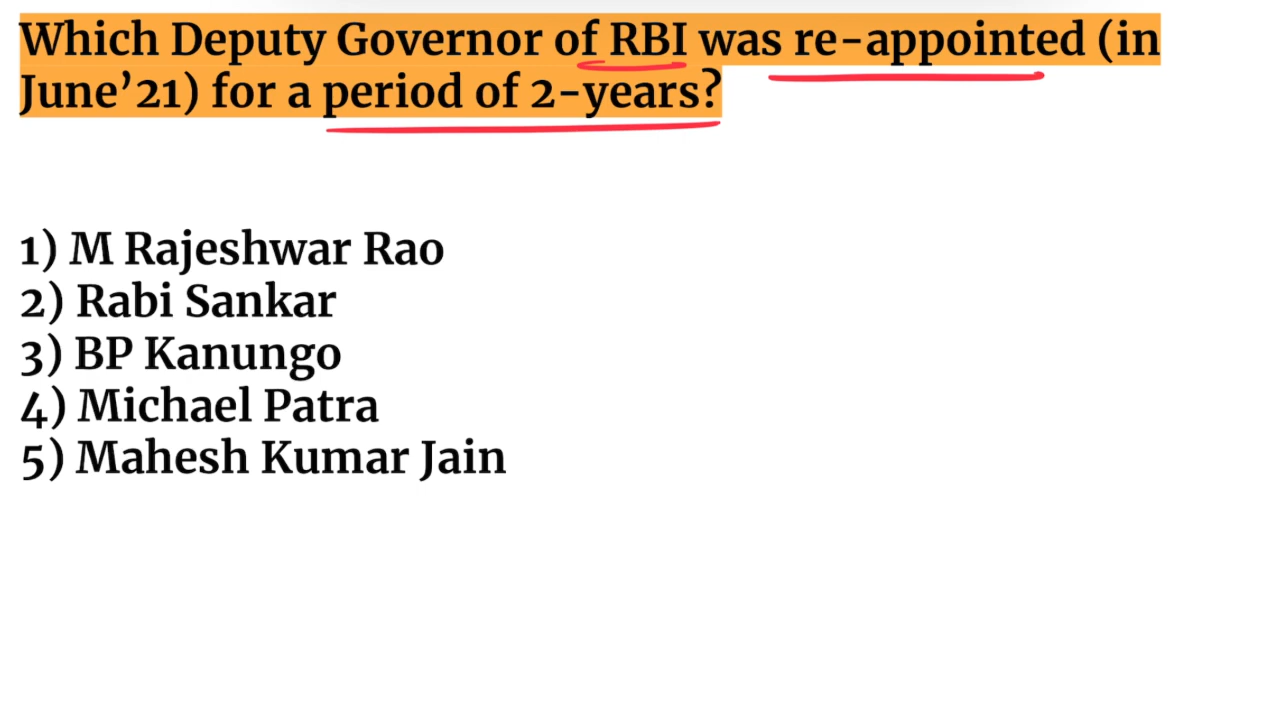 Which Deputy Governor of RBI was re-appointed (in
June’21) for a period of 2-years?
1) M Rajeshwar Rao
2) Rabi Sankar
3) BP Kanungo
4) Michael Patra
5) Mahesh Kumar Jain